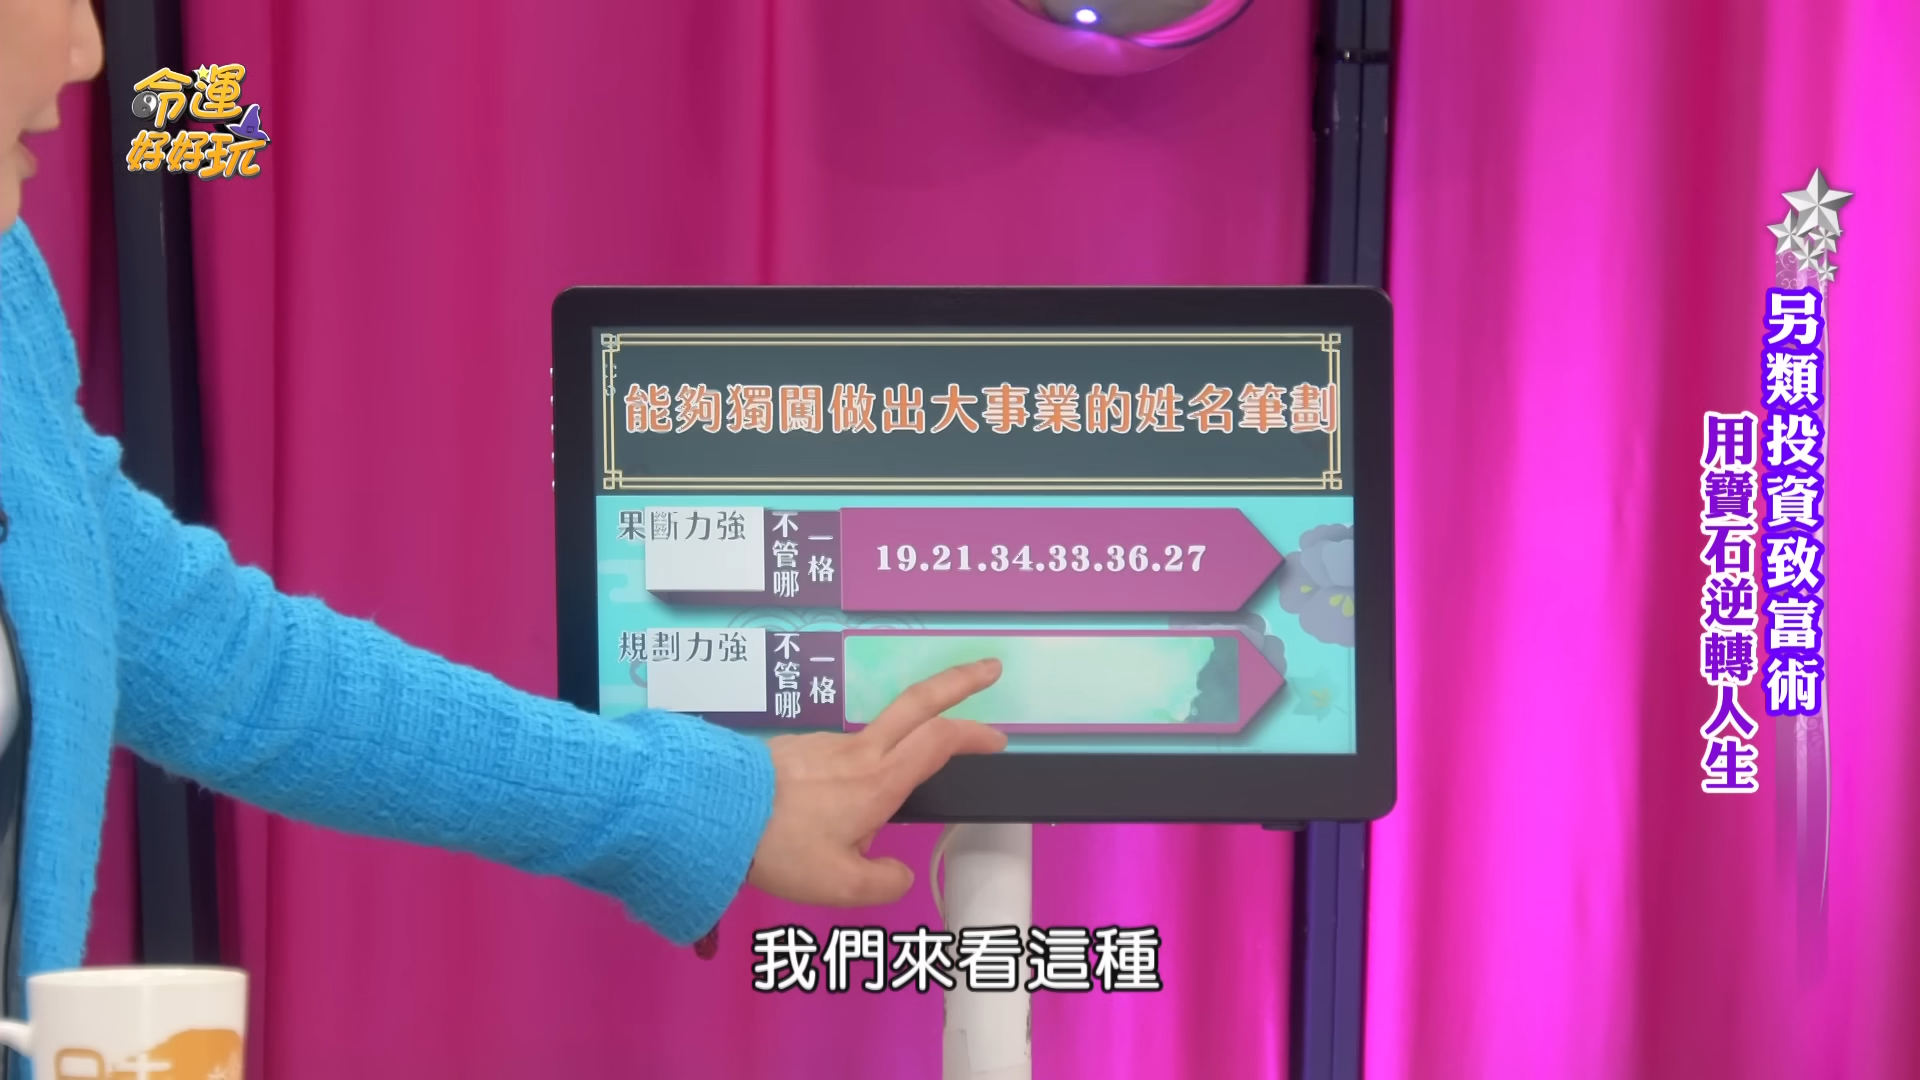 命運
好好玩
能夠獨闖做出大事業的姓名筆劃
果斷力強
不管哪
一格
19.21.34.33.36.27
規劃力強
不管哪
一格
另類投資致富術
用寶石逆轉人生
我們來看這種